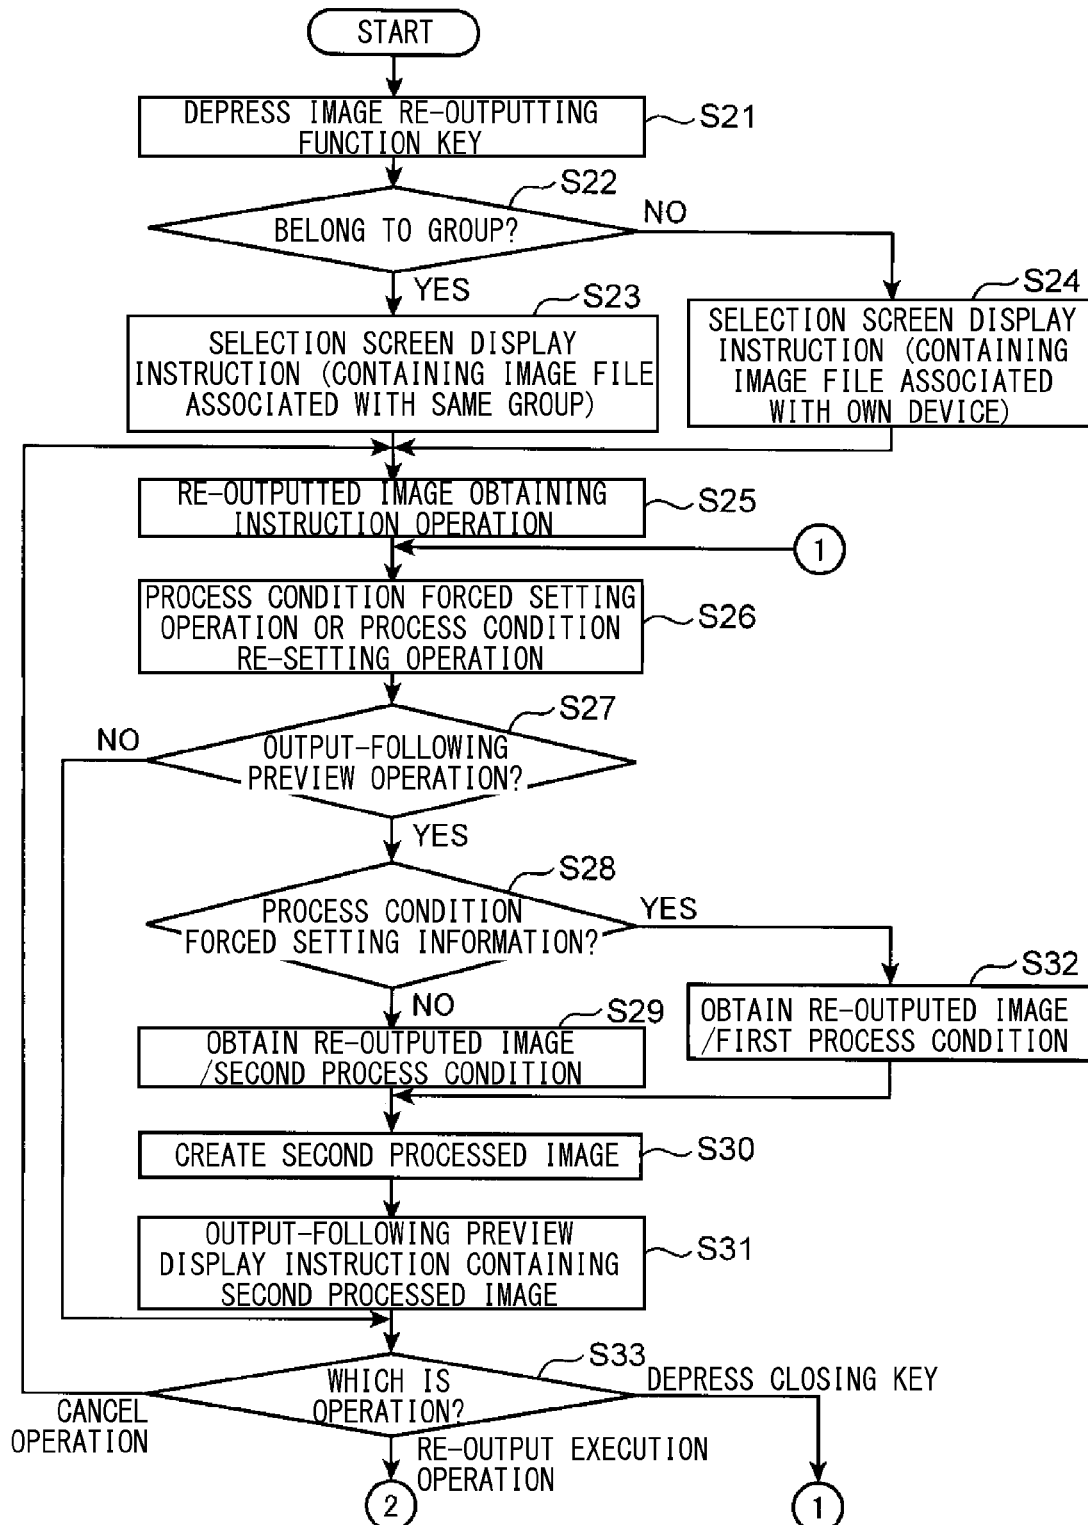 START
DEPRESS IMAGE RE-OUTPUTTING
FUNCTION KEY
S21
S22
BELONG TO GROUP?
NO
YES
S23
SELECTION SCREEN DISPLAY
INSTRUCTION (CONTAINING IMAGE FILE
ASSOCIATED WITH SAME GROUP)
S24
SELECTION SCREEN DISPLAY
INSTRUCTION (CONTAINING
IMAGE FILE ASSOCIATED
WITH OWN DEVICE)
RE-OUTPUTTED IMAGE OBTAINING
INSTRUCTION OPERATION
S25
1
PROCESS CONDITION FORCED SETTING
OPERATION OR PROCESS CONDITION
RE-SETTING OPERATION
S26
S27
NO
OUTPUT-FOLLOWING
PREVIEW OPERATION?
YES
S28
PROCESS CONDITION
FORCED SETTING INFORMATION?
YES
NO
S29
OBTAIN RE-OUTPUTED IMAGE
/SECOND PROCESS CONDITION
S32
OBTAIN RE-OUTPUTED IMAGE
/FIRST PROCESS CONDITION
CREATE SECOND PROCESSED IMAGE
S30
OUTPUT-FOLLOWING PREVIEW
DISPLAY INSTRUCTION CONTAINING
SECOND PROCESSED IMAGE
S31
S33
WHICH IS
OPERATION?
DEPRESS CLOSING KEY
CANCEL
OPERATION
RE-OUTPUT EXECUTION
OPERATION
2
1